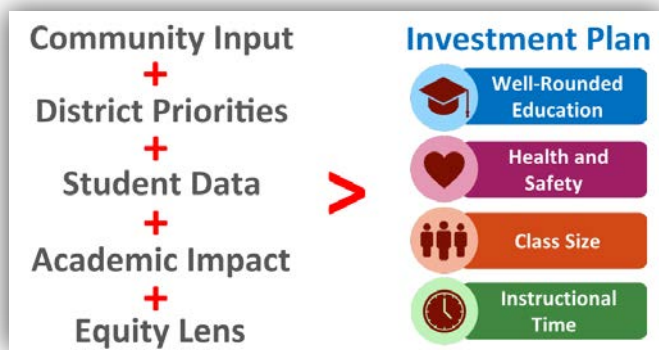 Community Input
+
District Priorities
+
Student Data
+
Academic Impact
+
Equity Lens
>
Investment Plan
Well-Rounded
Education
Health and
Safety
Class Size
Instructional
Time